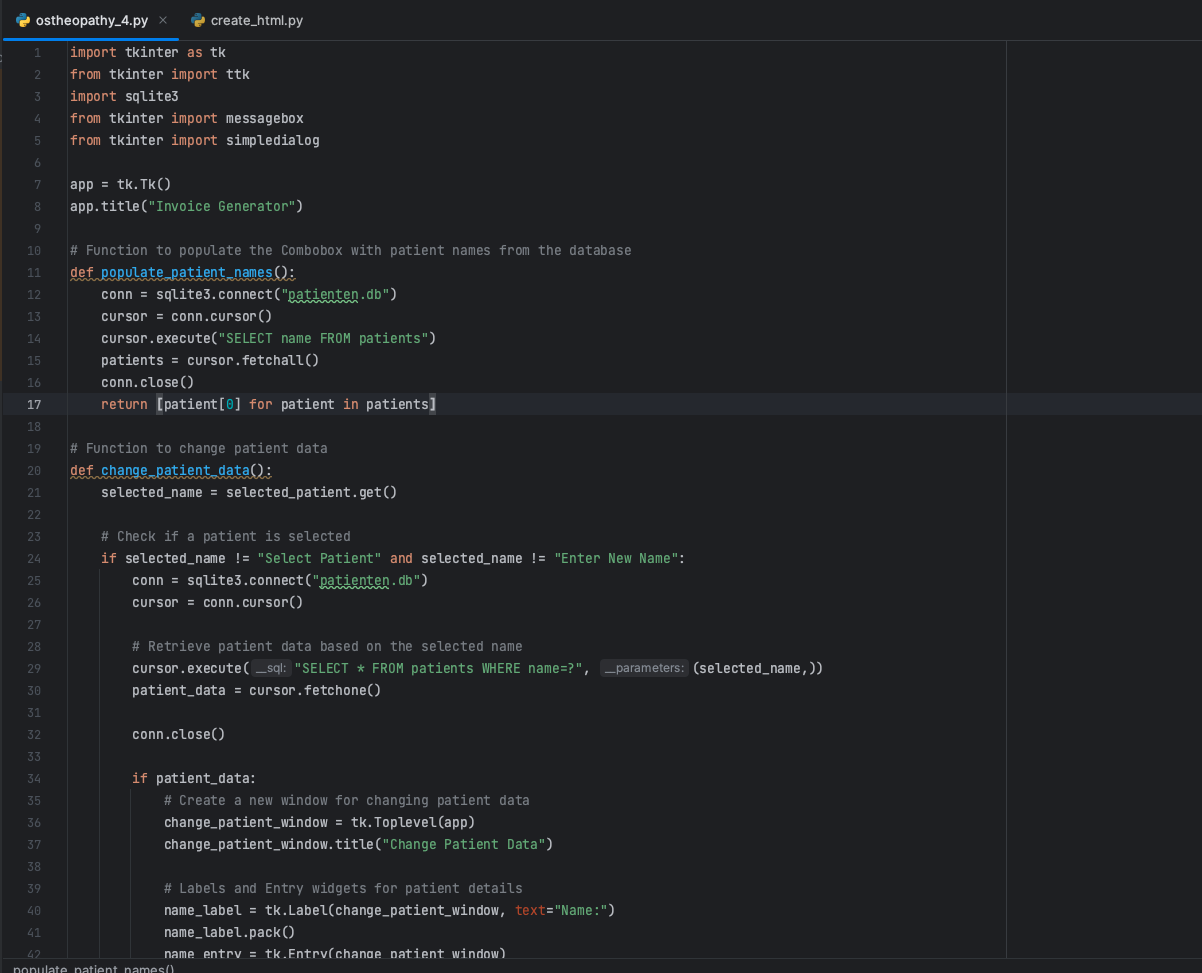 ostheopathy_4.py × create_html.py
1 import tkinter as tk
2 from tkinter import ttk
3 import sqlite3
4 from tkinter import messagebox
5 from tkinter import simpledialog
6
7 app = tk.Tk()
8 app.title("Invoice Generator")
9
10 # Function to populate the Combobox with patient names from the database
11 def populate_patient_names():
12     conn = sqlite3.connect("patienten.db")
13     cursor = conn.cursor()
14     cursor.execute("SELECT name FROM patients")
15     patients = cursor.fetchall()
16     conn.close()
17     return [patient[0] for patient in patients]
18
19 # Function to change patient data
20 def change_patient_data():
21     selected_name = selected_patient.get()
22
23     # Check if a patient is selected
24     if selected_name != "Select Patient" and selected_name != "Enter New Name":
25         conn = sqlite3.connect("patienten.db")
26         cursor = conn.cursor()
27
28         # Retrieve patient data based on the selected name
29         cursor.execute( __sql: "SELECT * FROM patients WHERE name=?", __parameters: (selected_name,))
30         patient_data = cursor.fetchone()
31
32         conn.close()
33
34         if patient_data:
35             # Create a new window for changing patient data
36             change_patient_window = tk.Toplevel(app)
37             change_patient_window.title("Change Patient Data")
38
39             # Labels and Entry widgets for patient details
40             name_label = tk.Label(change_patient_window, text="Name:")
41             name_label.pack()
42             name_entry = tk.Entry(change_patient_window)
populate_patient_names()